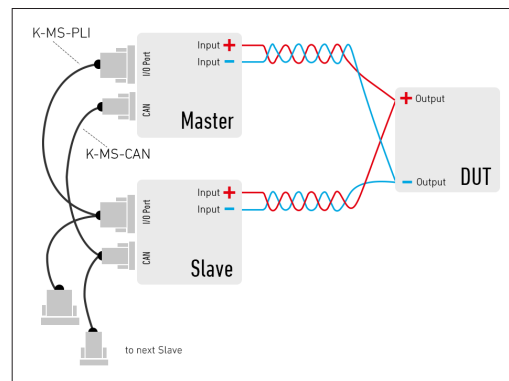 K-MS-PLI
I/O Port
Input +
Input −
CAN
Master
K-MS-CAN
+ Output
− Output
DUT
I/O Port
Input +
Input −
CAN
Slave
to next Slave